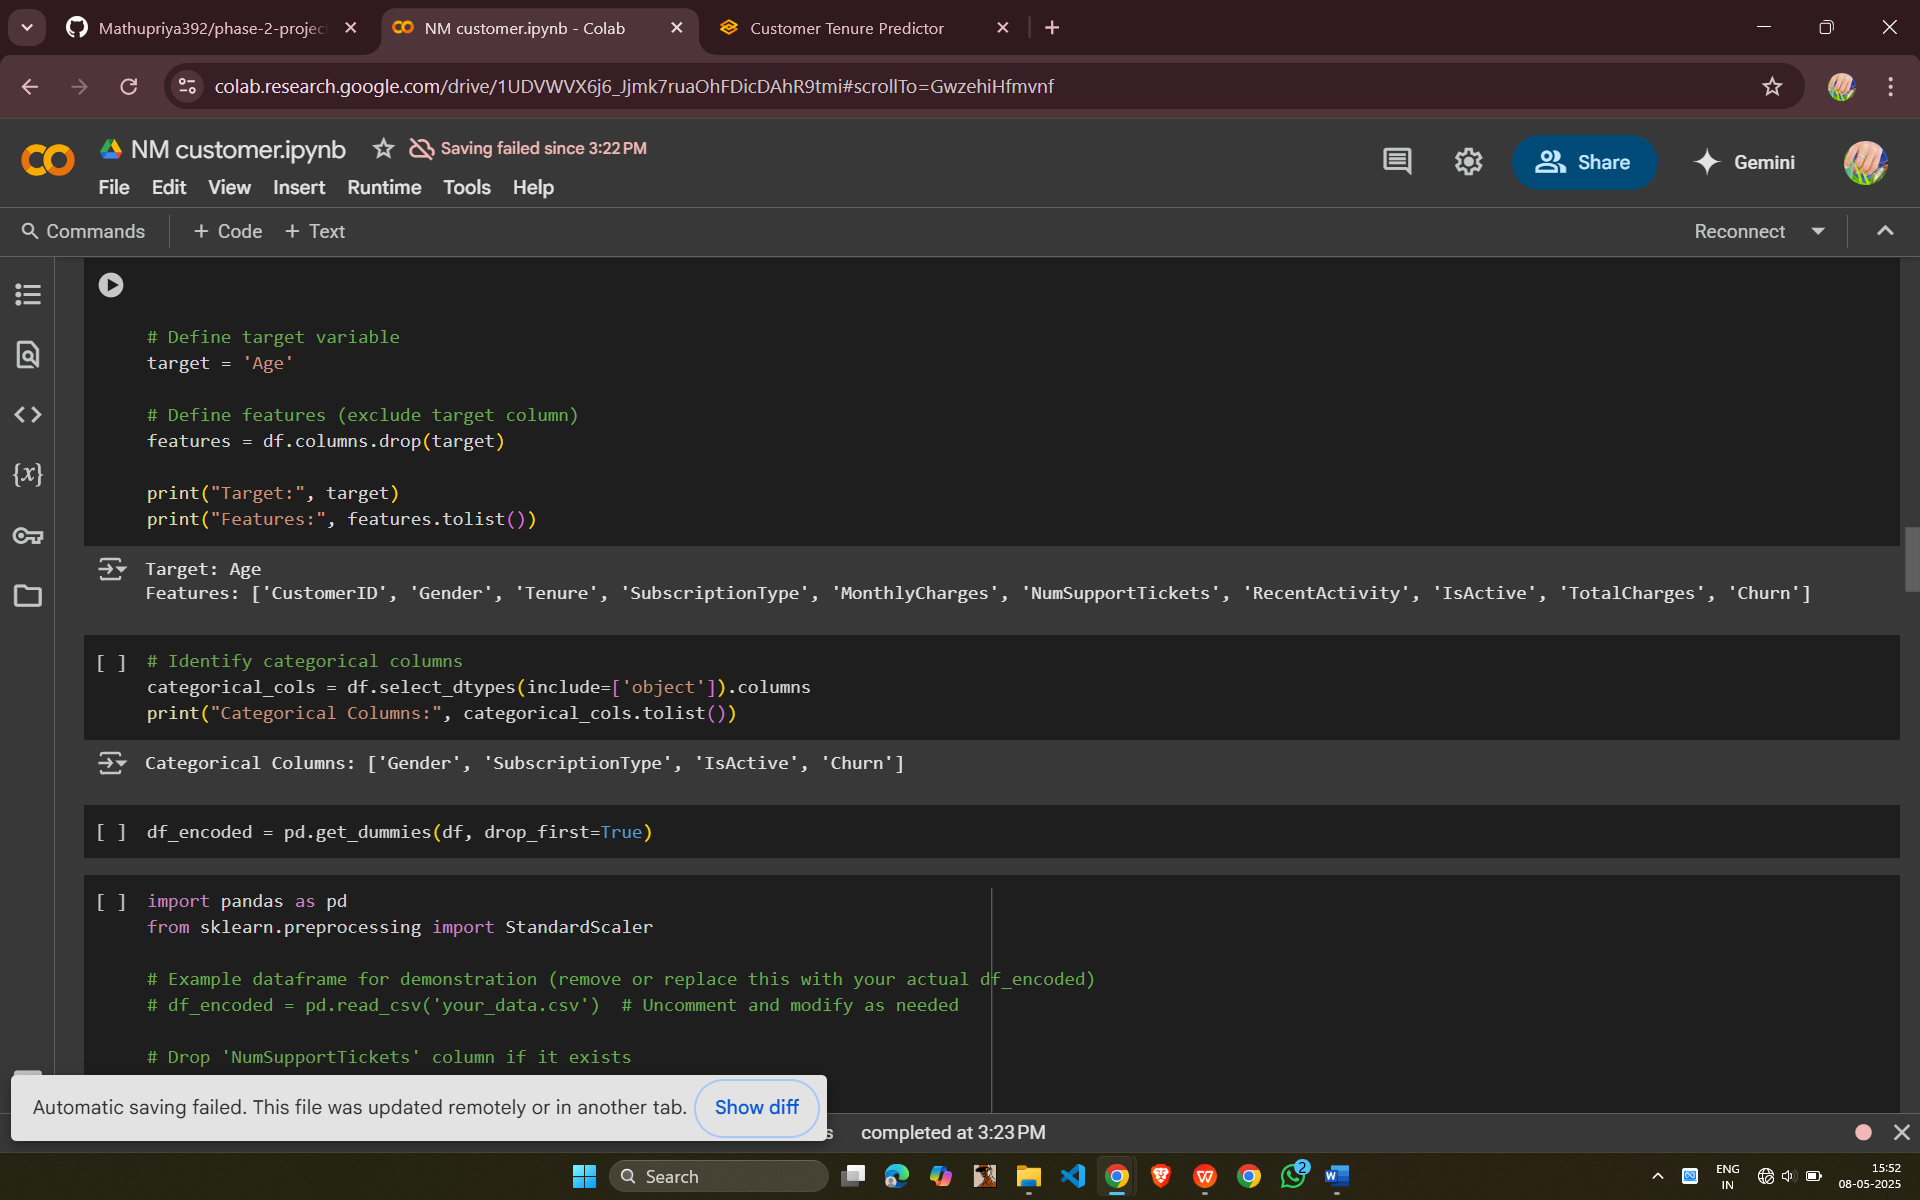 Mathupriya392/phase-2-projec
NM customer.ipynb - Colab
Customer Tenure Predictor
colab.research.google.com/drive/1UDVWVX6j6_Jjmk7ruaOhFDicDAhR9tmi#scrollTo=GwzehiHfmvnf
NM customer.ipynb
Saving failed since 3:22 PM
Share
Gemini
File Edit View Insert Runtime Tools Help
Commands + Code + Text
Reconnect
# Define target variable
target = 'Age'
# Define features (exclude target column)
features = df.columns.drop(target)
print("Target:", target)
print("Features:", features.tolist())
Target: Age
Features: ['CustomerID', 'Gender', 'Tenure', 'SubscriptionType', 'MonthlyCharges', 'NumSupportTickets', 'RecentActivity', 'IsActive', 'TotalCharges', 'Churn']
[ ] # Identify categorical columns
categorical_cols = df.select_dtypes(include=['object']).columns
print("Categorical Columns:", categorical_cols.tolist())
Categorical Columns: ['Gender', 'SubscriptionType', 'IsActive', 'Churn']
[ ] df_encoded = pd.get_dummies(df, drop_first=True)
[ ] import pandas as pd
from sklearn.preprocessing import StandardScaler
# Example dataframe for demonstration (remove or replace this with your actual df_encoded)
# df_encoded = pd.read_csv('your_data.csv')  # Uncomment and modify as needed
# Drop 'NumSupportTickets' column if it exists
Automatic saving failed. This file was updated remotely or in another tab. Show diff
s completed at 3:23 PM
Search
2
ENG
IN
15:52
08-05-2025